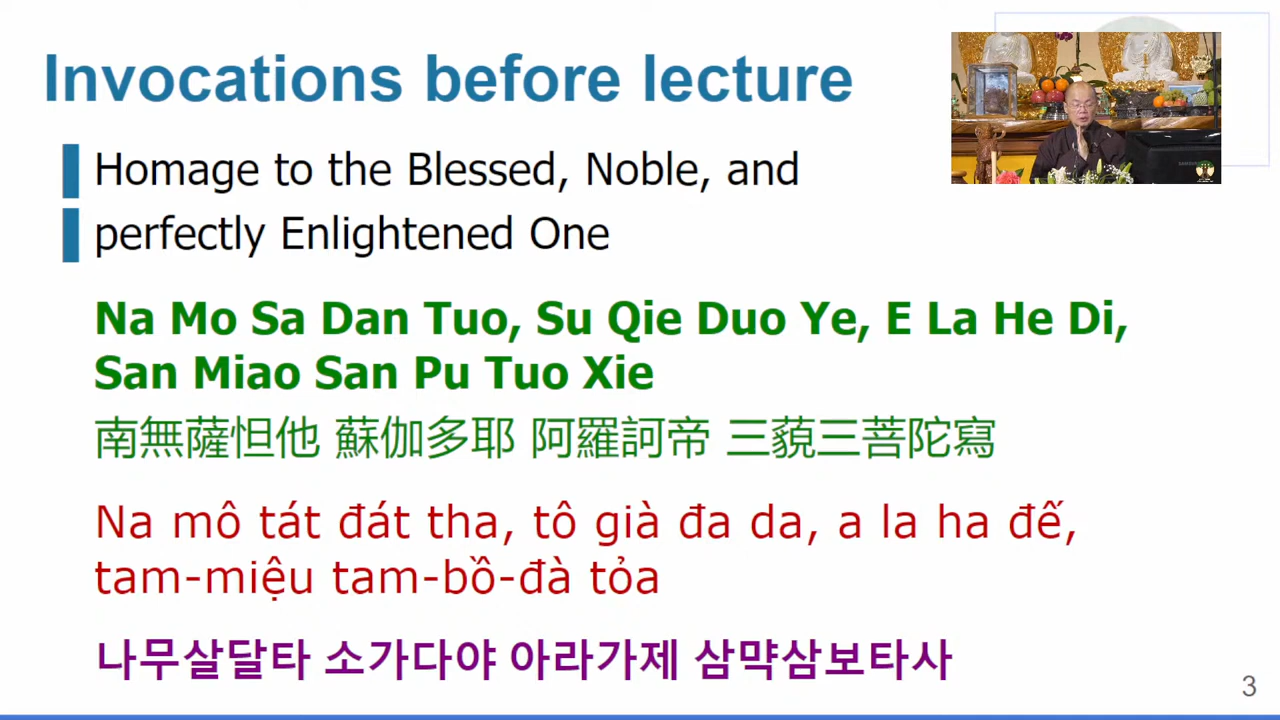 Invocations before lecture
Homage to the Blessed, Noble, and
perfectly Enlightened One
Na Mo Sa Dan Tuo, Su Qie Duo Ye, E La He Di,
San Miao San Pu Tuo Xie
南無薩怛他 蘇伽多耶 阿羅訶帝 三藐三菩陀寫
Na mô tát đát tha, tô già đa da, a la ha đế,
tam-miệu tam-bồ-đà tỏa
나무살달타 소가다야 아라가제 삼먁삼보타사
3